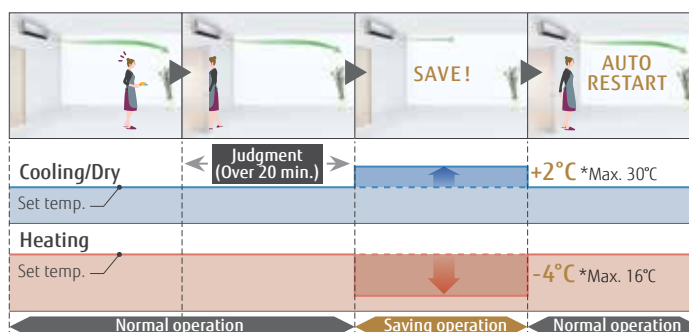 SAVE!
AUTO
RESTART
Judgment
(Over 20 min.)
Cooling/Dry
Set temp.
+2°C *Max. 30°C
Heating
Set temp.
-4°C *Max. 16°C
Normal operation
Saving operation
Normal operation